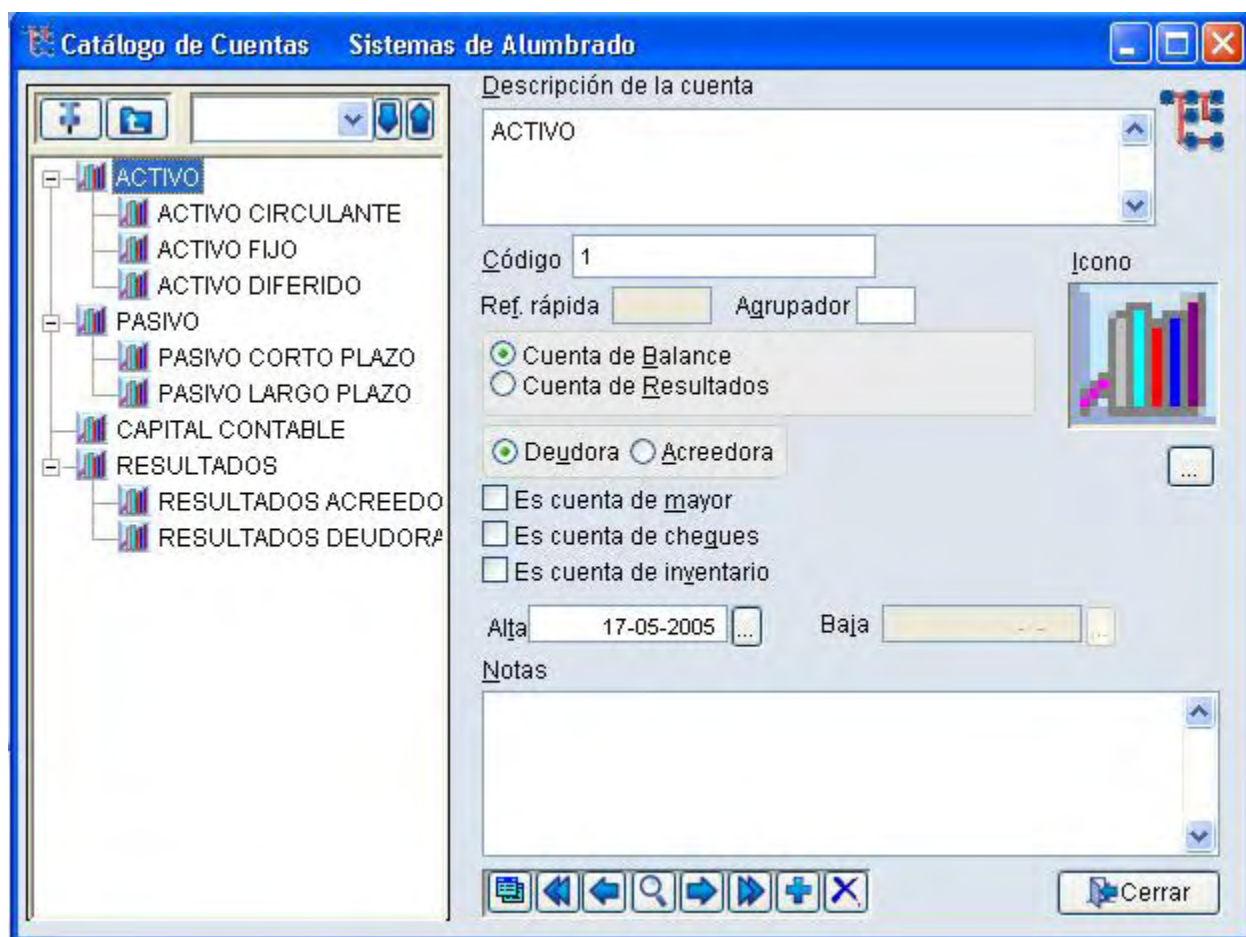 Catálogo de Cuentas Sistemas de Alumbrado
ACTIVO
ACTIVO CIRCULANTE
ACTIVO FIJO
ACTIVO DIFERIDO
PASIVO
PASIVO CORTO PLAZO
PASIVO LARGO PLAZO
CAPITAL CONTABLE
RESULTADOS
RESULTADOS ACREEDO
RESULTADOS DEUDORA
Descripción de la cuenta
ACTIVO
Código 1
Icono
Ref. rápida Agrupador
Cuenta de Balance
Cuenta de Resultados
Deudora Acreedora
...
Es cuenta de mayor
Es cuenta de cheques
Es cuenta de inventario
Alta 17-05-2005 ... Baja - - ...
Notas
Cerrar